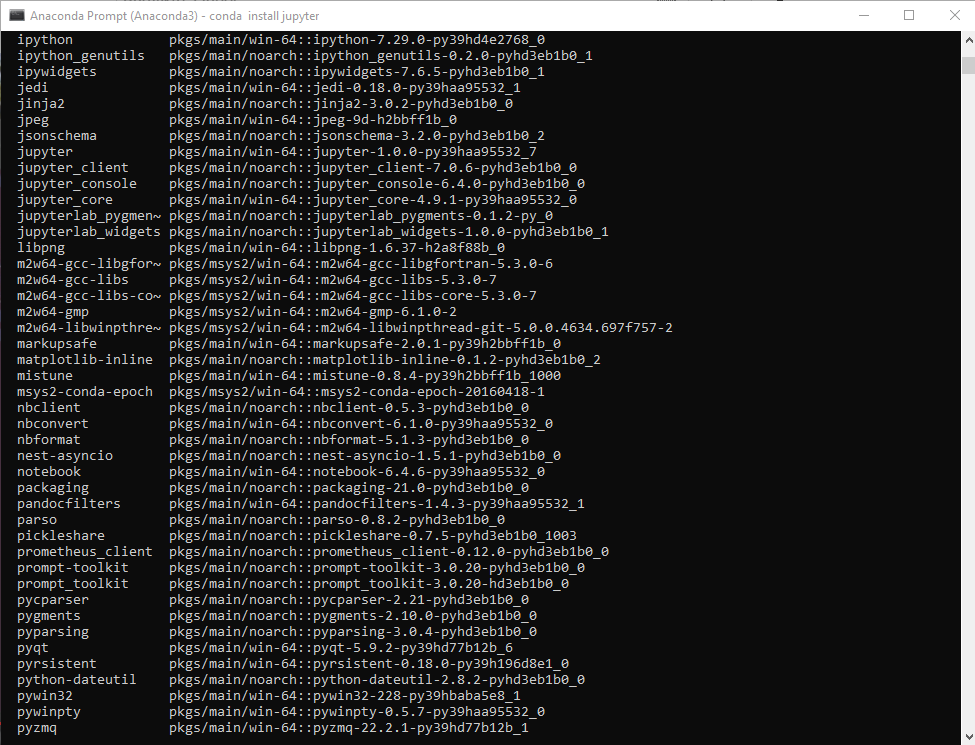 Anaconda Prompt (Anaconda3) - conda  install jupyter
ipython            pkgs/main/win-64::ipython-7.29.0-py39hd4e2768_0
ipython_genutils   pkgs/main/noarch::ipython_genutils-0.2.0-pyhd3eb1b0_1
ipywidgets         pkgs/main/noarch::ipywidgets-7.6.5-pyhd3eb1b0_1
jedi               pkgs/main/win-64::jedi-0.18.0-py39haa95532_1
jinja2             pkgs/main/noarch::jinja2-3.0.2-pyhd3eb1b0_0
jpeg               pkgs/main/win-64::jpeg-9d-h2bbff1b_0
jsonschema         pkgs/main/noarch::jsonschema-3.2.0-pyhd3eb1b0_2
jupyter            pkgs/main/win-64::jupyter-1.0.0-py39haa95532_7
jupyter_client     pkgs/main/noarch::jupyter_client-7.0.6-pyhd3eb1b0_0
jupyter_console    pkgs/main/noarch::jupyter_console-6.4.0-pyhd3eb1b0_0
jupyter_core       pkgs/main/win-64::jupyter_core-4.9.1-py39haa95532_0
jupyterlab_pygmen~ pkgs/main/noarch::jupyterlab_pygments-0.1.2-py_0
jupyterlab_widgets pkgs/main/noarch::jupyterlab_widgets-1.0.0-pyhd3eb1b0_1
libpng             pkgs/main/win-64::libpng-1.6.37-h2a8f88b_0
m2w64-gcc-libgfor~ pkgs/msys2/win-64::m2w64-gcc-libgfortran-5.3.0-6
m2w64-gcc-libs     pkgs/msys2/win-64::m2w64-gcc-libs-5.3.0-7
m2w64-gcc-libs-co~ pkgs/msys2/win-64::m2w64-gcc-libs-core-5.3.0-7
m2w64-gmp          pkgs/msys2/win-64::m2w64-gmp-6.1.0-2
m2w64-libwinpthre~ pkgs/msys2/win-64::m2w64-libwinpthread-git-5.0.0.4634.697f757-2
markupsafe         pkgs/main/win-64::markupsafe-2.0.1-py39h2bbff1b_0
matplotlib-inline  pkgs/main/noarch::matplotlib-inline-0.1.2-pyhd3eb1b0_2
mistune            pkgs/main/win-64::mistune-0.8.4-py39h2bbff1b_1000
msys2-conda-epoch  pkgs/msys2/win-64::msys2-conda-epoch-20160418-1
nbclient           pkgs/main/noarch::nbclient-0.5.3-pyhd3eb1b0_0
nbconvert          pkgs/main/win-64::nbconvert-6.1.0-py39haa95532_0
nbformat           pkgs/main/noarch::nbformat-5.1.3-pyhd3eb1b0_0
nest-asyncio       pkgs/main/noarch::nest-asyncio-1.5.1-pyhd3eb1b0_0
notebook           pkgs/main/win-64::notebook-6.4.6-py39haa95532_0
packaging          pkgs/main/noarch::packaging-21.0-pyhd3eb1b0_0
pandocfilters      pkgs/main/win-64::pandocfilters-1.4.3-py39haa95532_1
parso              pkgs/main/noarch::parso-0.8.2-pyhd3eb1b0_0
pickleshare        pkgs/main/noarch::pickleshare-0.7.5-pyhd3eb1b0_1003
prometheus_client  pkgs/main/noarch::prometheus_client-0.12.0-pyhd3eb1b0_0
prompt-toolkit     pkgs/main/noarch::prompt-toolkit-3.0.20-pyhd3eb1b0_0
prompt_toolkit     pkgs/main/noarch::prompt_toolkit-3.0.20-hd3eb1b0_0
pycparser          pkgs/main/noarch::pycparser-2.21-pyhd3eb1b0_0
pygments           pkgs/main/noarch::pygments-2.10.0-pyhd3eb1b0_0
pyparsing          pkgs/main/noarch::pyparsing-3.0.4-pyhd3eb1b0_0
pyqt               pkgs/main/win-64::pyqt-5.9.2-py39hd77b12b_6
pyrsistent         pkgs/main/win-64::pyrsistent-0.18.0-py39h196d8e1_0
python-dateutil    pkgs/main/noarch::python-dateutil-2.8.2-pyhd3eb1b0_0
pywin32            pkgs/main/win-64::pywin32-228-py39hbaba5e8_1
pywinpty           pkgs/main/win-64::pywinpty-0.5.7-py39haa95532_0
pyzmq              pkgs/main/win-64::pyzmq-22.2.1-py39hd77b12b_1